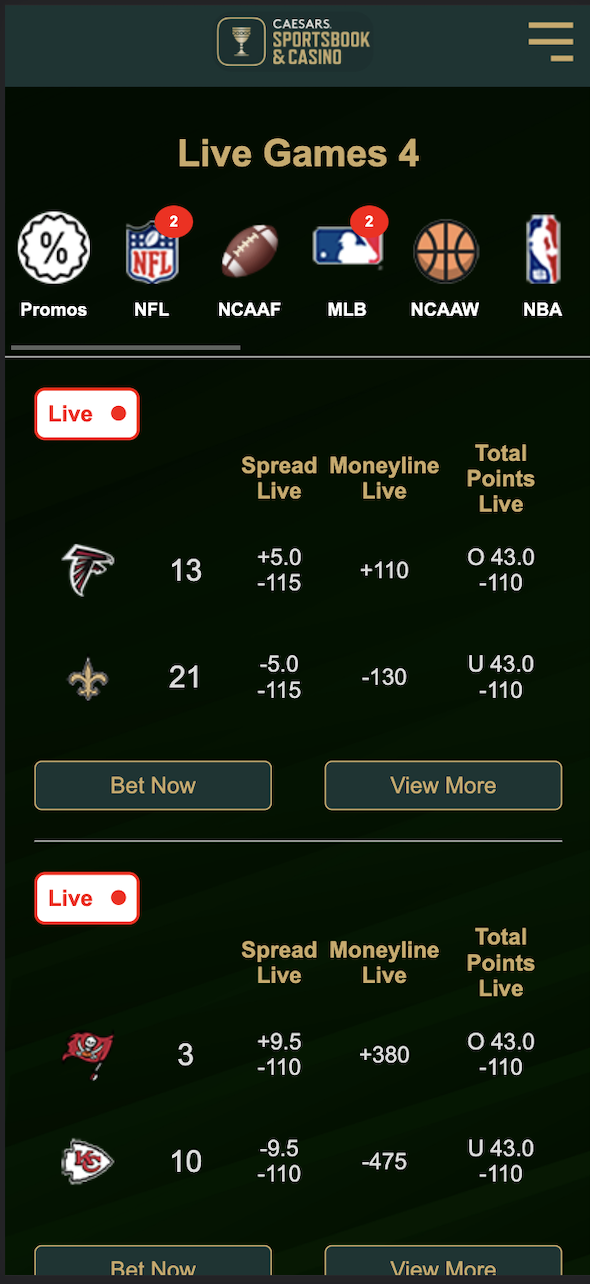 CAESARS
SPORTSBOOK
& CASINO
Live Games 4
%
2
2
NFL
Promos NFL NCAAF MLB NCAAW NBA
Live
Spread Live
Moneyline Live
Total Points Live
13 +5.0 -115 +110 O 43.0 -110
21 -5.0 -115 -130 U 43.0 -110
Bet Now View More
Live
Spread Live
Moneyline Live
Total Points Live
3 +9.5 -110 +380 O 43.0 -110
KC 10 -9.5 -110 -475 U 43.0 -110
Bet Now View More